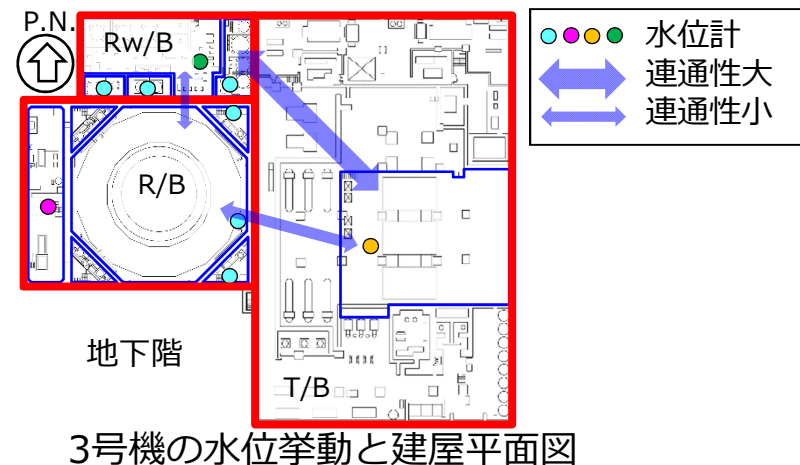 P.N.
Rw/B
水位計
連通性大
連通性小
R/B
地下階
T/B
3号機の水位挙動と建屋平面図